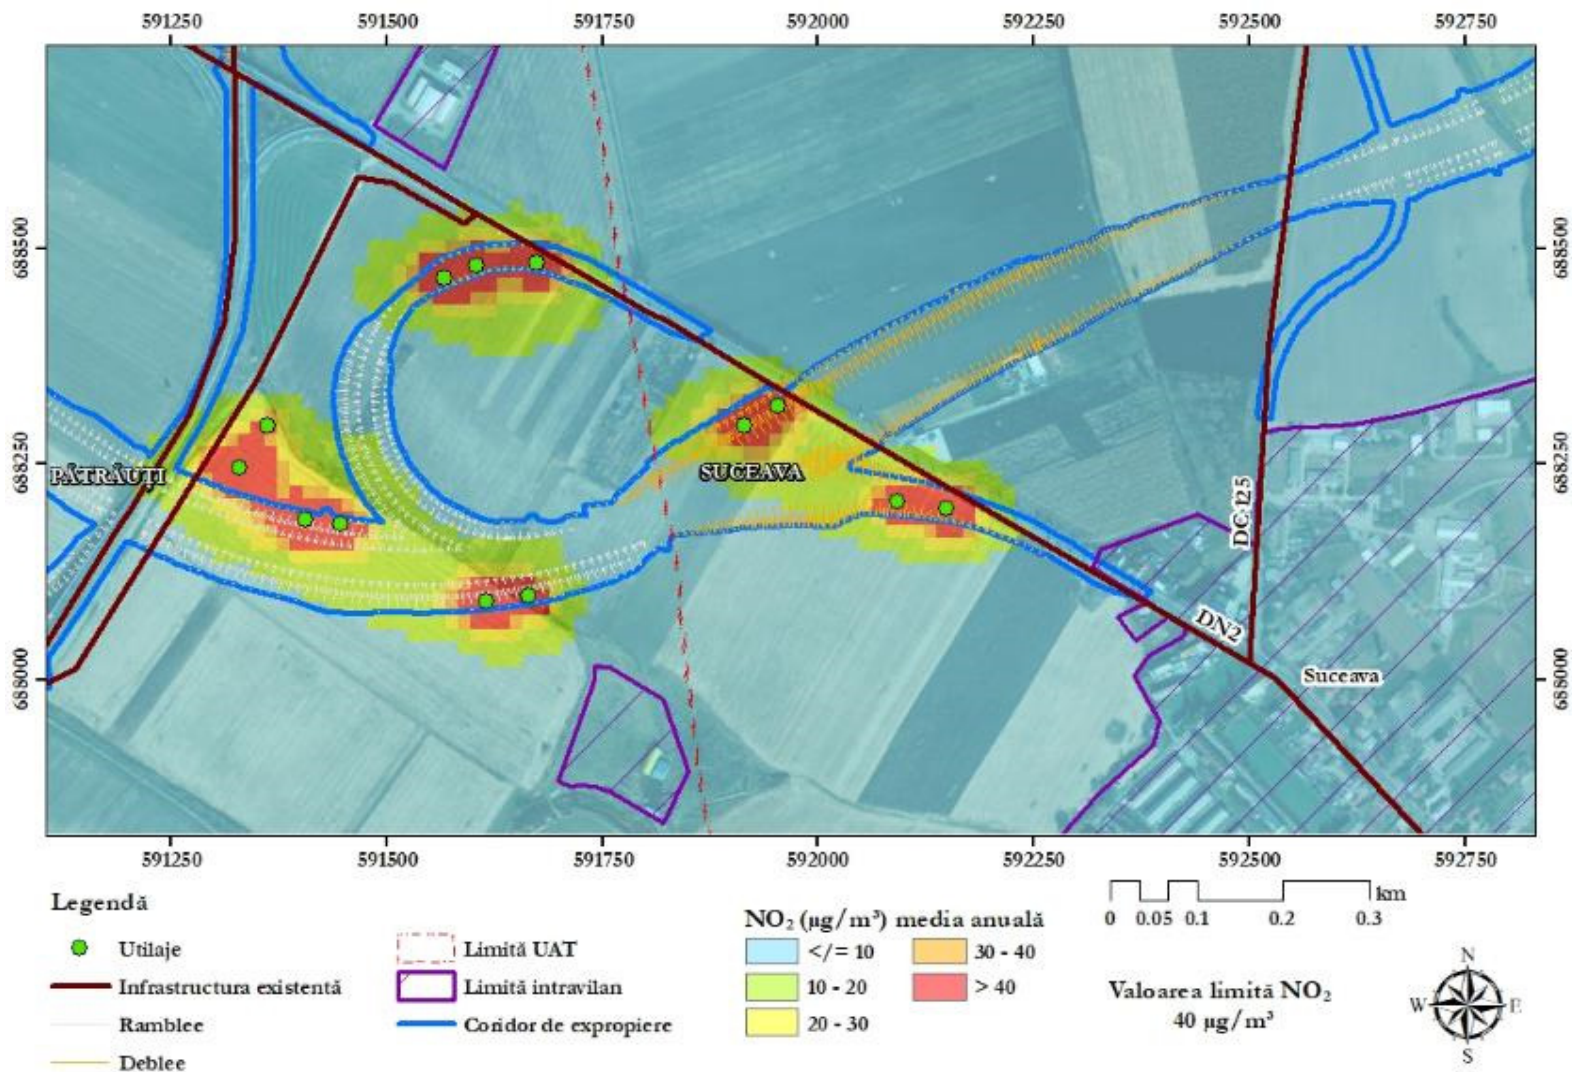 591250 591500 591750 592000 592250 592500 592750
688500 688500
688250 688250
PĂTRĂUȚI
SUCEAVA
DC 125
DN2
688000 688000
Suceava
591250 591500 591750 592000 592250 592500 592750
Legendă
Utilaje
Infrastructura existentă
Ramblee
Deblee
Limită UAT
Limită intravilan
Coridor de expropiere
NO₂ (µg/m³) media anuală
</= 10
10 - 20
20 - 30
30 - 40
> 40
km
0 0.05 0.1 0.2 0.3
Valoarea limită NO₂
40 µg/m³
N
W E
S